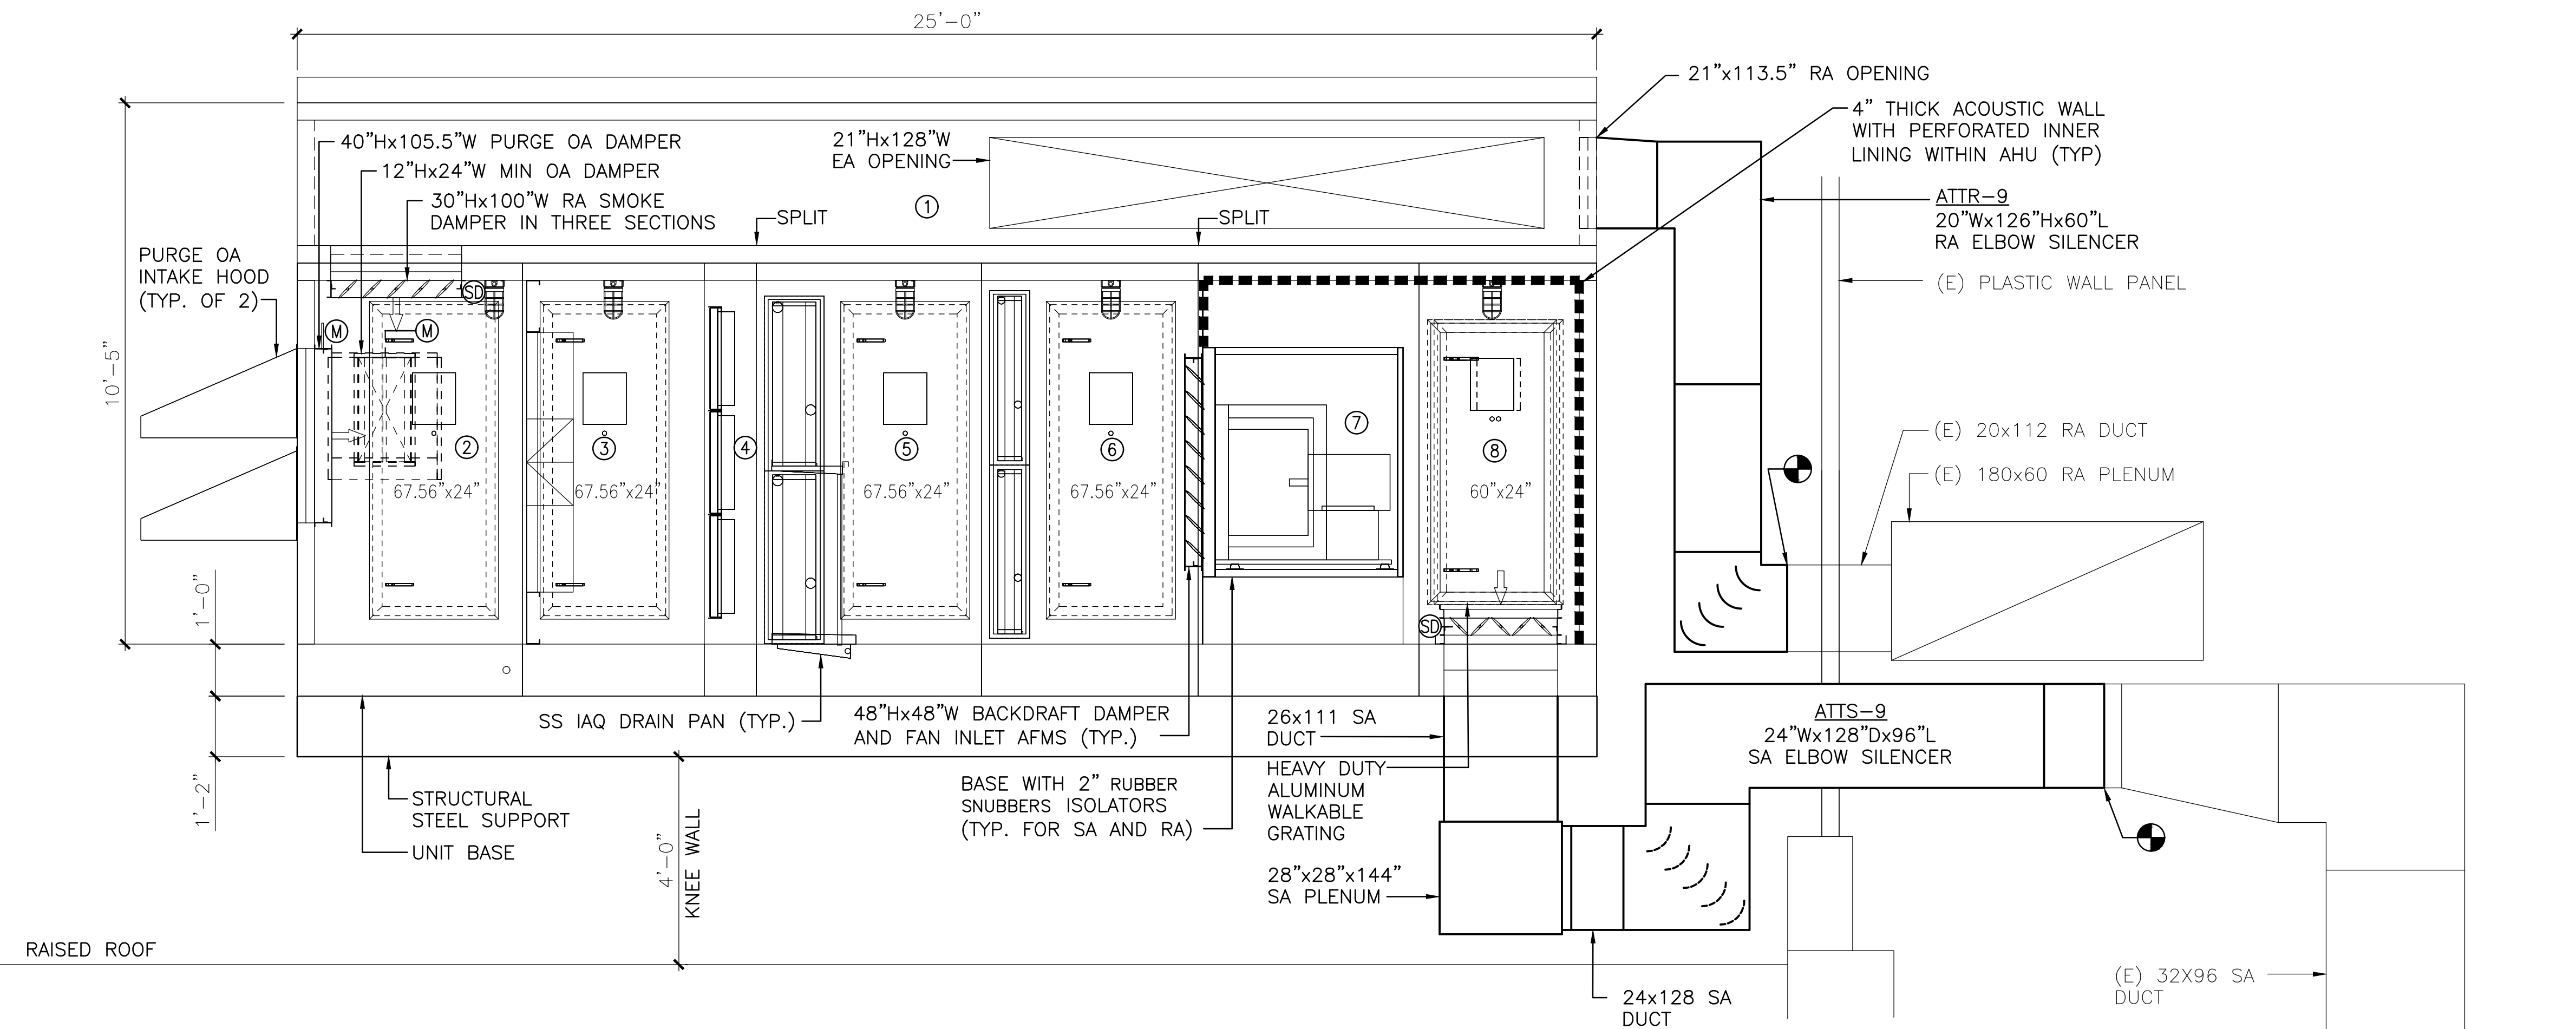 25'-0"
21"x113.5" RA OPENING
4" THICK ACOUSTIC WALL
WITH PERFORATED INNER
LINING WITHIN AHU (TYP)
40"Hx105.5"W PURGE OA DAMPER
12"Hx24"W MIN OA DAMPER
30"Hx100"W RA SMOKE
DAMPER IN THREE SECTIONS
21"Hx128"W
EA OPENING
1
SPLIT
SPLIT
ATTR-9
20"Wx126"Hx60"L
RA ELBOW SILENCER
(E) PLASTIC WALL PANEL
PURGE OA
INTAKE HOOD
(TYP. OF 2)
SD
M
M
10'-5"
2
3
4
5
6
7
8
67.56"x24"
67.56"x24"
67.56"x24"
67.56"x24"
60"x24"
(E) 20x112 RA DUCT
(E) 180x60 RA PLENUM
SD
1'-0"
1'-2"
SS IAQ DRAIN PAN (TYP.)
48"Hx48"W BACKDRAFT DAMPER
AND FAN INLET AFMS (TYP.)
26x111 SA
DUCT
ATTS-9
24"Wx128"Dx96"L
SA ELBOW SILENCER
STRUCTURAL
STEEL SUPPORT
UNIT BASE
4'-0"
KNEE WALL
BASE WITH 2" RUBBER
SNUBBERS ISOLATORS
(TYP. FOR SA AND RA)
HEAVY DUTY
ALUMINUM
WALKABLE
GRATING
28"x28"x144"
SA PLENUM
RAISED ROOF
24x128 SA
DUCT
(E) 32X96 SA
DUCT